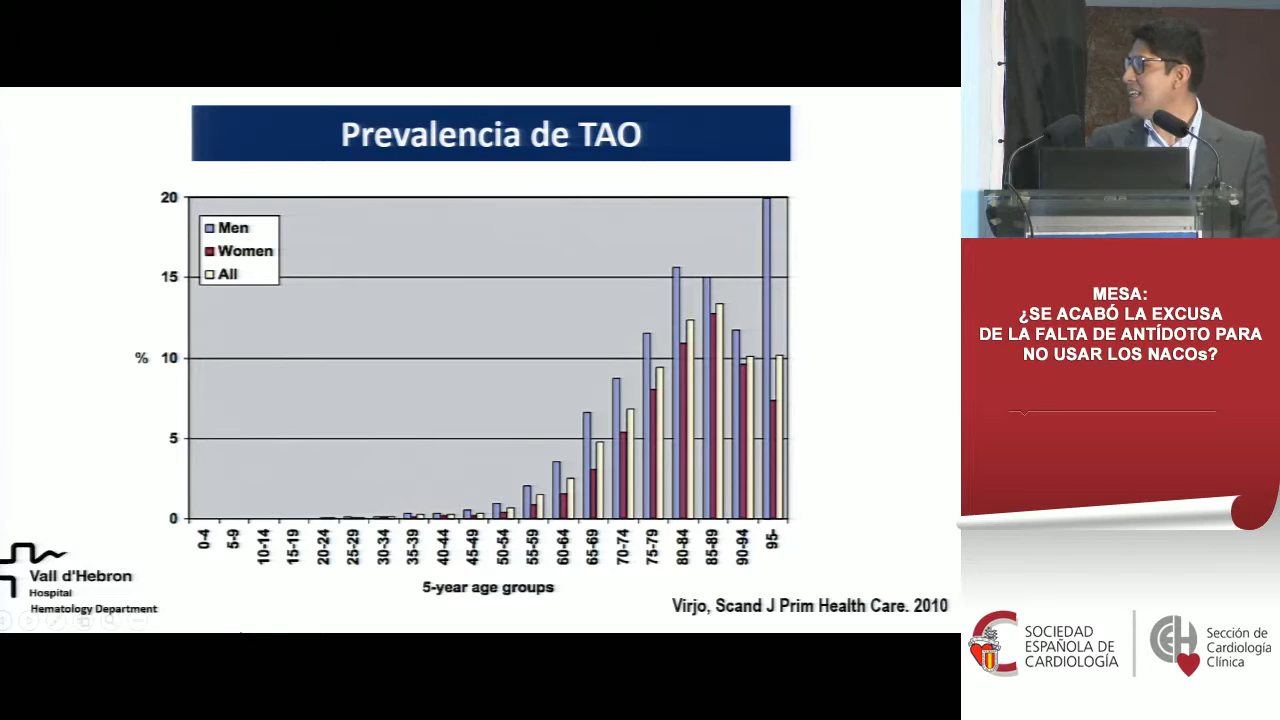 Prevalencia de TAO
20
15
% 10
5
0
Men
Women
All
0-4
5-9
10-14
15-19
20-24
25-29
30-34
35-39
40-44
45-49
50-54
55-59
60-64
65-69
70-74
75-79
80-84
85-89
90-94
95-
5-year age groups
Vall d'Hebron
Hospital
Hematology Department
Virjo, Scand J Prim Health Care. 2010
MESA:
¿SE ACABÓ LA EXCUSA
DE LA FALTA DE ANTÍDOTO PARA
NO USAR LOS NACOs?
SOCIEDAD
ESPAÑOLA DE
CARDIOLOGÍA
Sección de
Cardiología
Clínica